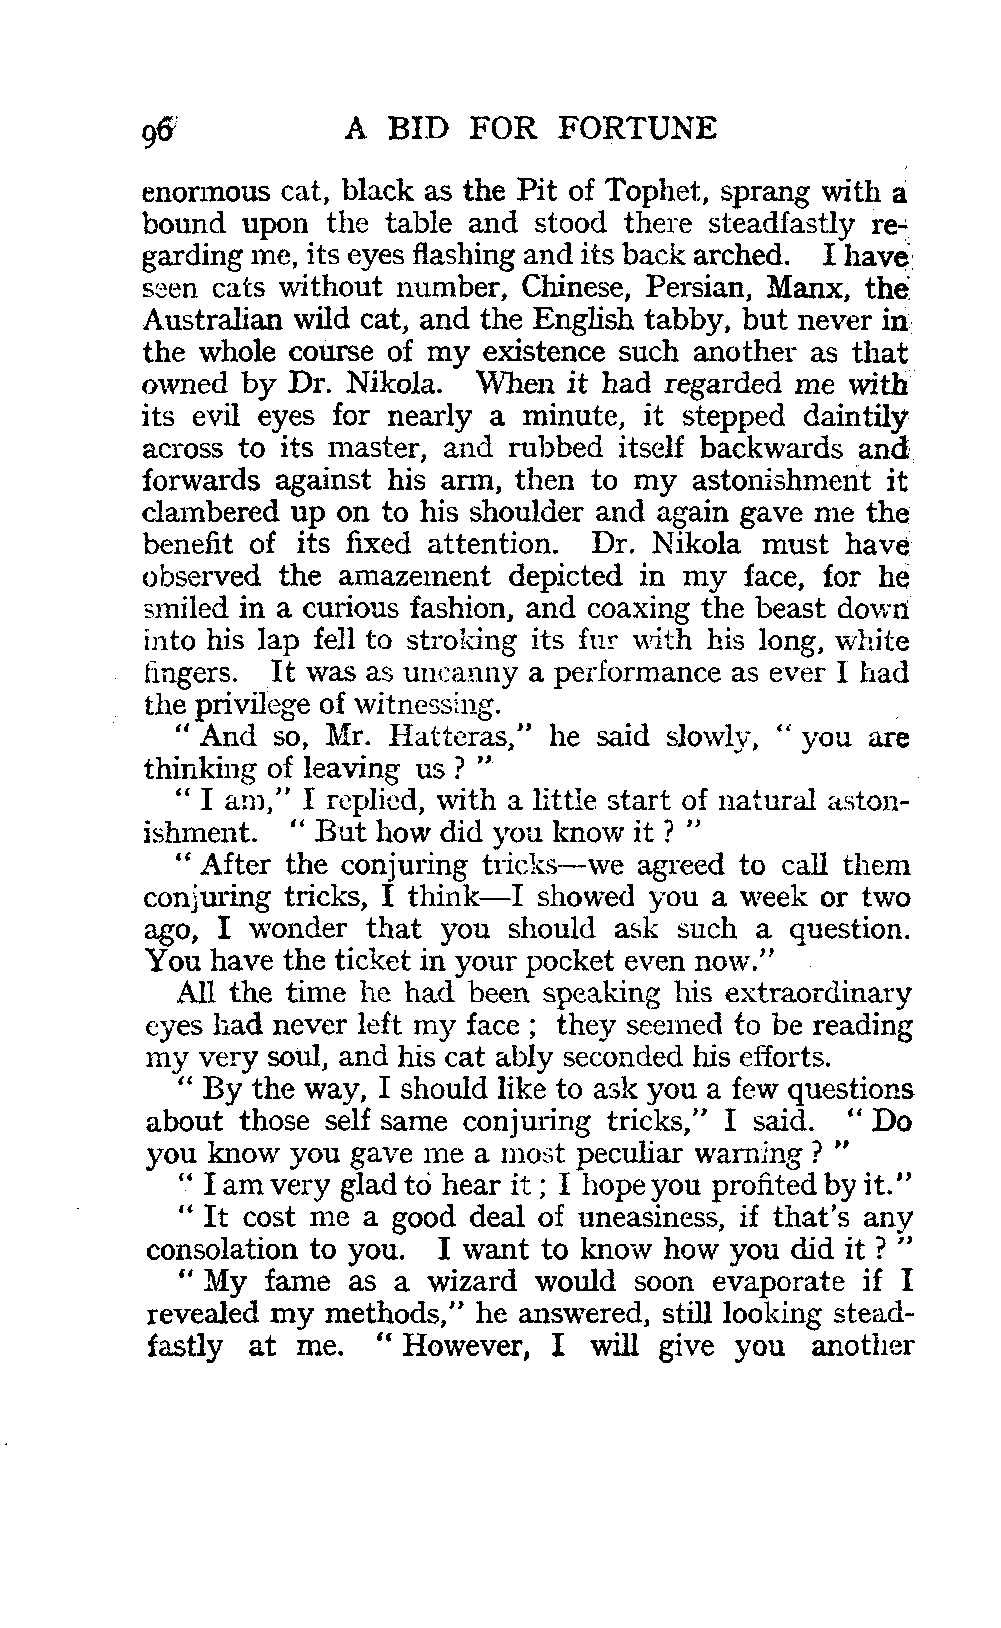 96 A BID FOR FORTUNE
enormous cat, black as the Pit of Tophet, sprang with a
bound upon the table and stood there steadfastly re-
garding me, its eyes flashing and its back arched. I have
seen cats without number, Chinese, Persian, Manx, the
Australian wild cat, and the English tabby, but never in
the whole course of my existence such another as that
owned by Dr. Nikola. When it had regarded me with
its evil eyes for nearly a minute, it stepped daintily
across to its master, and rubbed itself backwards and
forwards against his arm, then to my astonishment it
clambered up on to his shoulder and again gave me the
benefit of its fixed attention. Dr. Nikola must have
observed the amazement depicted in my face, for he
smiled in a curious fashion, and coaxing the beast down
into his lap fell to stroking its fur with his long, white
fingers. It was as uncanny a performance as ever I had
the privilege of witnessing.
" And so, Mr. Hatteras," he said slowly, " you are
thinking of leaving us ? "
" I am," I replied, with a little start of natural aston-
ishment. " But how did you know it ? "
" After the conjuring tricks—we agreed to call them
conjuring tricks, I think—I showed you a week or two
ago, I wonder that you should ask such a question.
You have the ticket in your pocket even now."
All the time he had been speaking his extraordinary
eyes had never left my face ; they seemed to be reading
my very soul, and his cat ably seconded his efforts.
" By the way, I should like to ask you a few questions
about those self same conjuring tricks," I said. " Do
you know you gave me a most peculiar warning ? "
" I am very glad to hear it ; I hope you profited by it."
" It cost me a good deal of uneasiness, if that's any
consolation to you. I want to know how you did it ? "
" My fame as a wizard would soon evaporate if I
revealed my methods," he answered, still looking stead-
fastly at me. " However, I will give you another